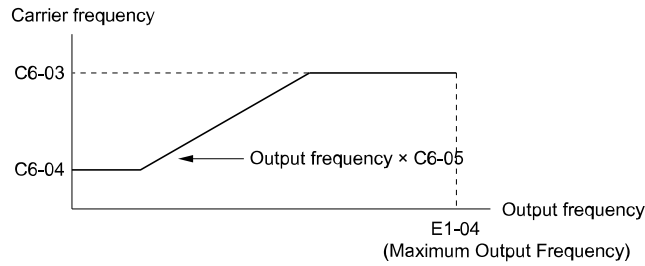 Carrier frequency
C6-03
Output frequency × C6-05
C6-04
Output frequency
E1-04
(Maximum Output Frequency)